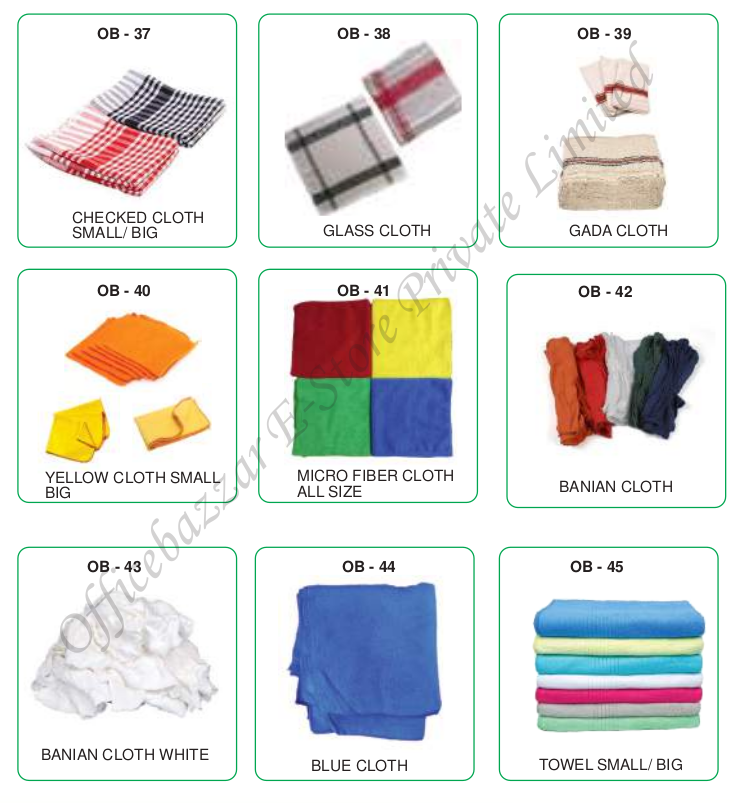 OB - 37
CHECKED CLOTH
SMALL/ BIG
OB - 38
GLASS CLOTH
OB - 39
GADA CLOTH
OB - 40
YELLOW CLOTH SMALL
BIG
OB - 41
MICRO FIBER CLOTH
ALL SIZE
OB - 42
BANIAN CLOTH
OB - 43
BANIAN CLOTH WHITE
OB - 44
BLUE CLOTH
OB - 45
TOWEL SMALL/ BIG
Officebazzar E-Store Private Limited